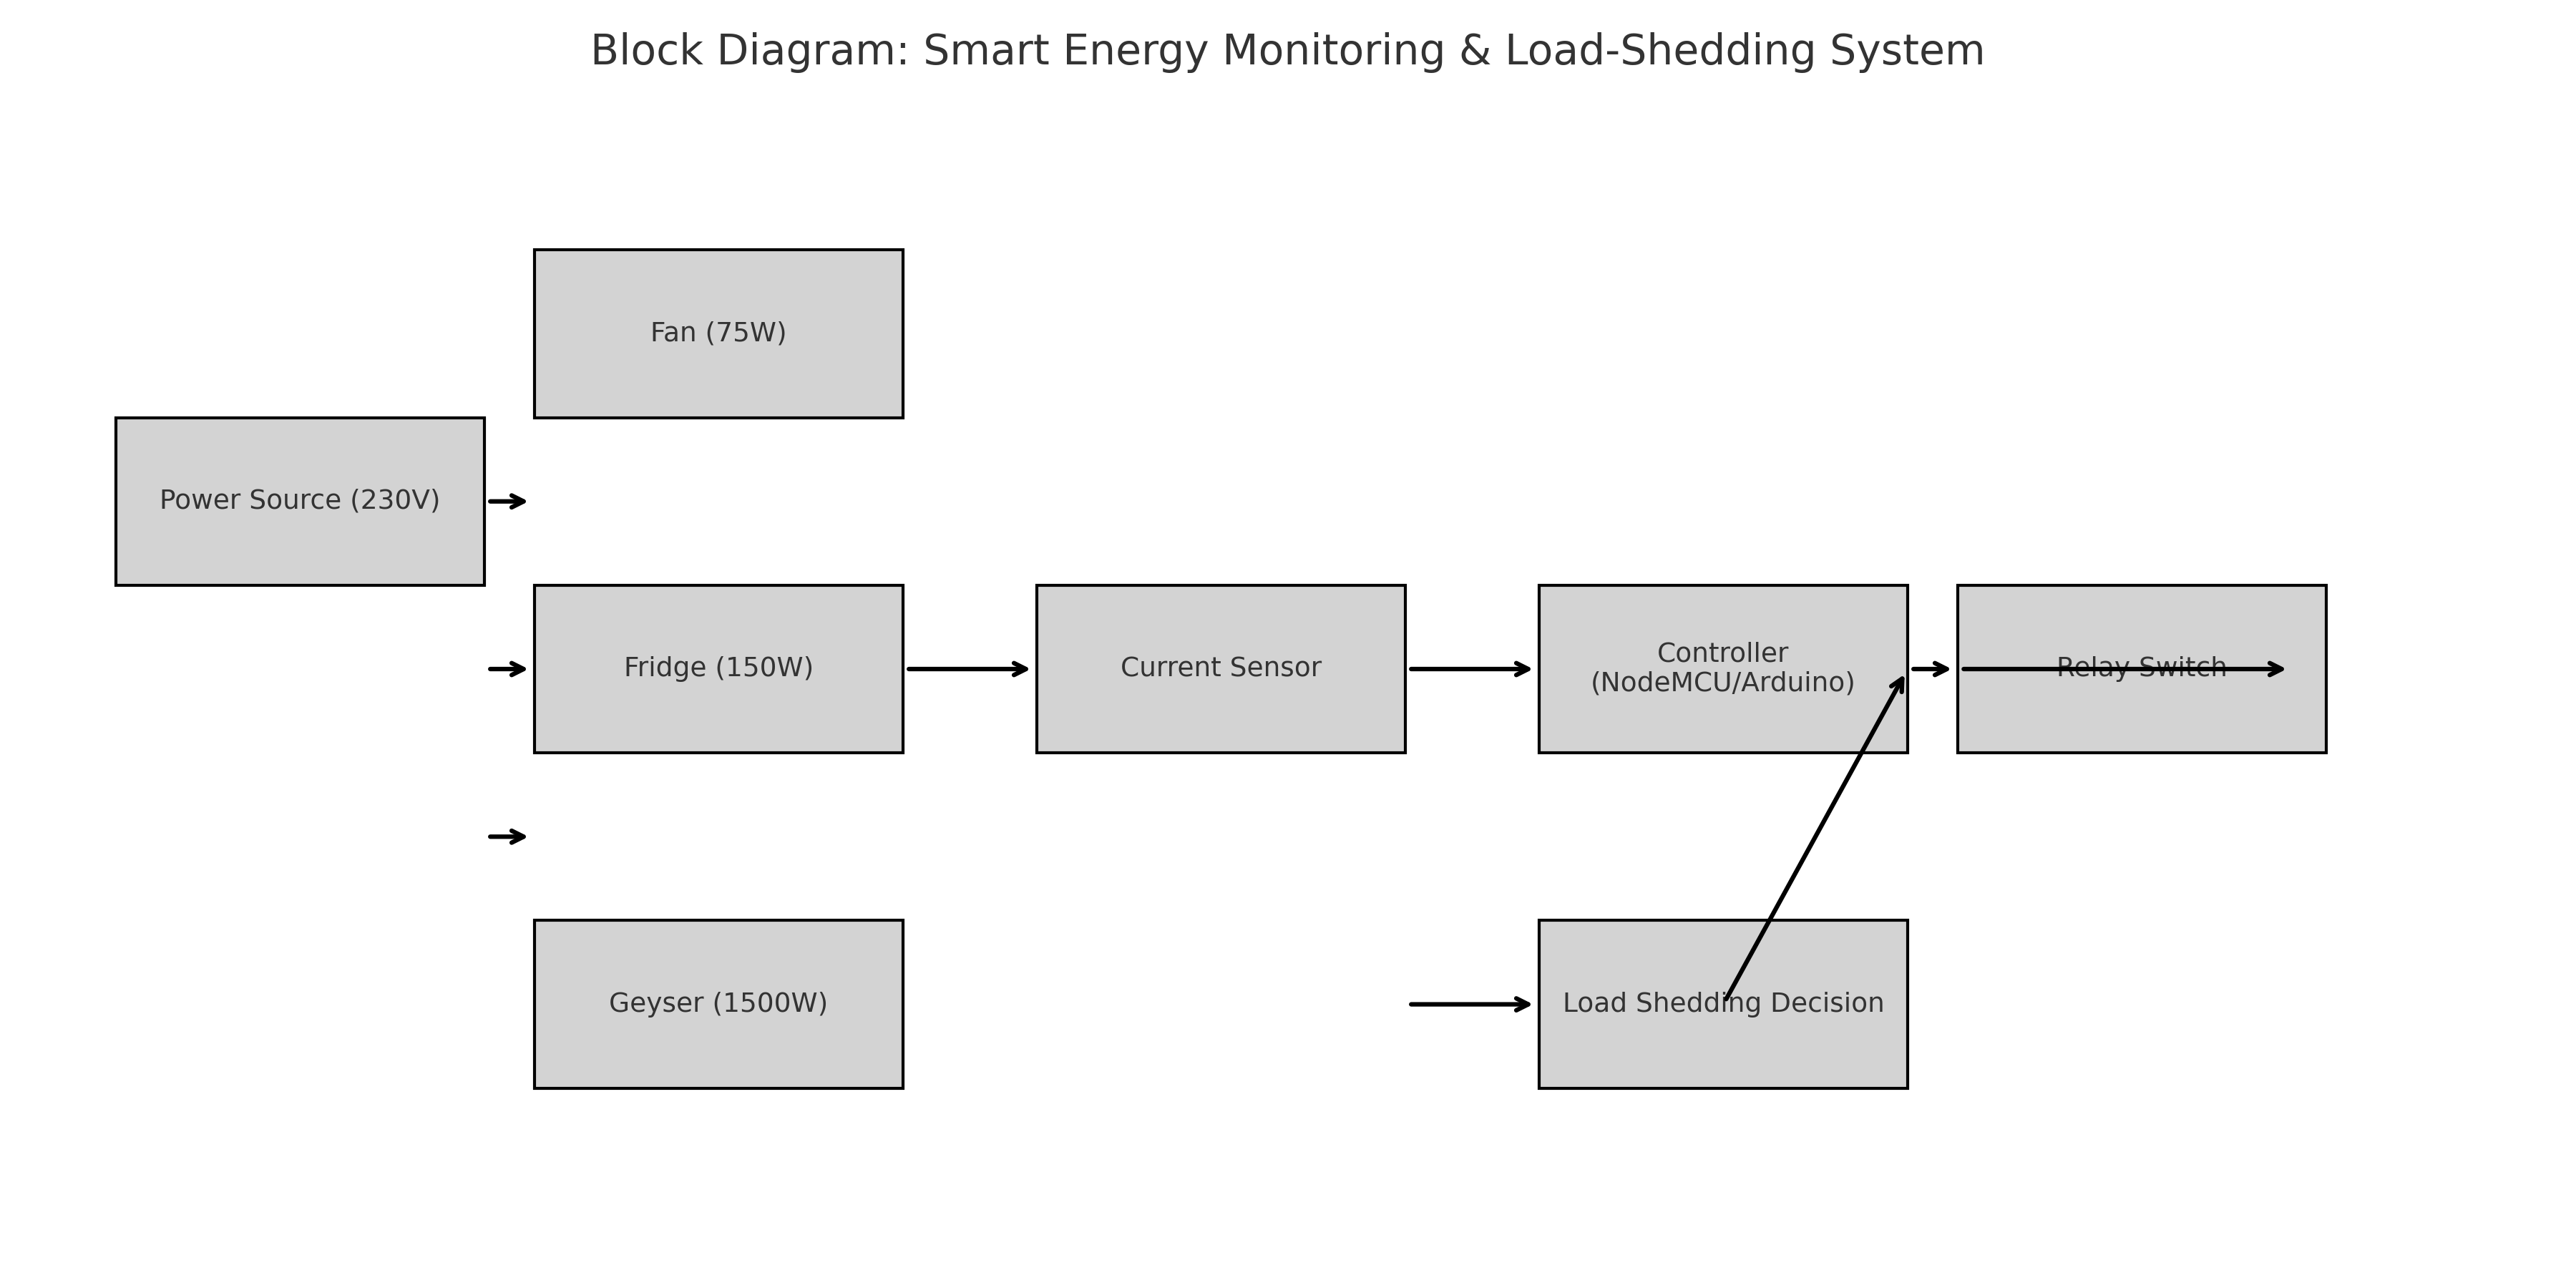 Block Diagram: Smart Energy Monitoring & Load-Shedding System
Fan (75W)
Power Source (230V)
Fridge (150W)
Current Sensor
Controller
(NodeMCU/Arduino)
Relay Switch
Geyser (1500W)
Load Shedding Decision